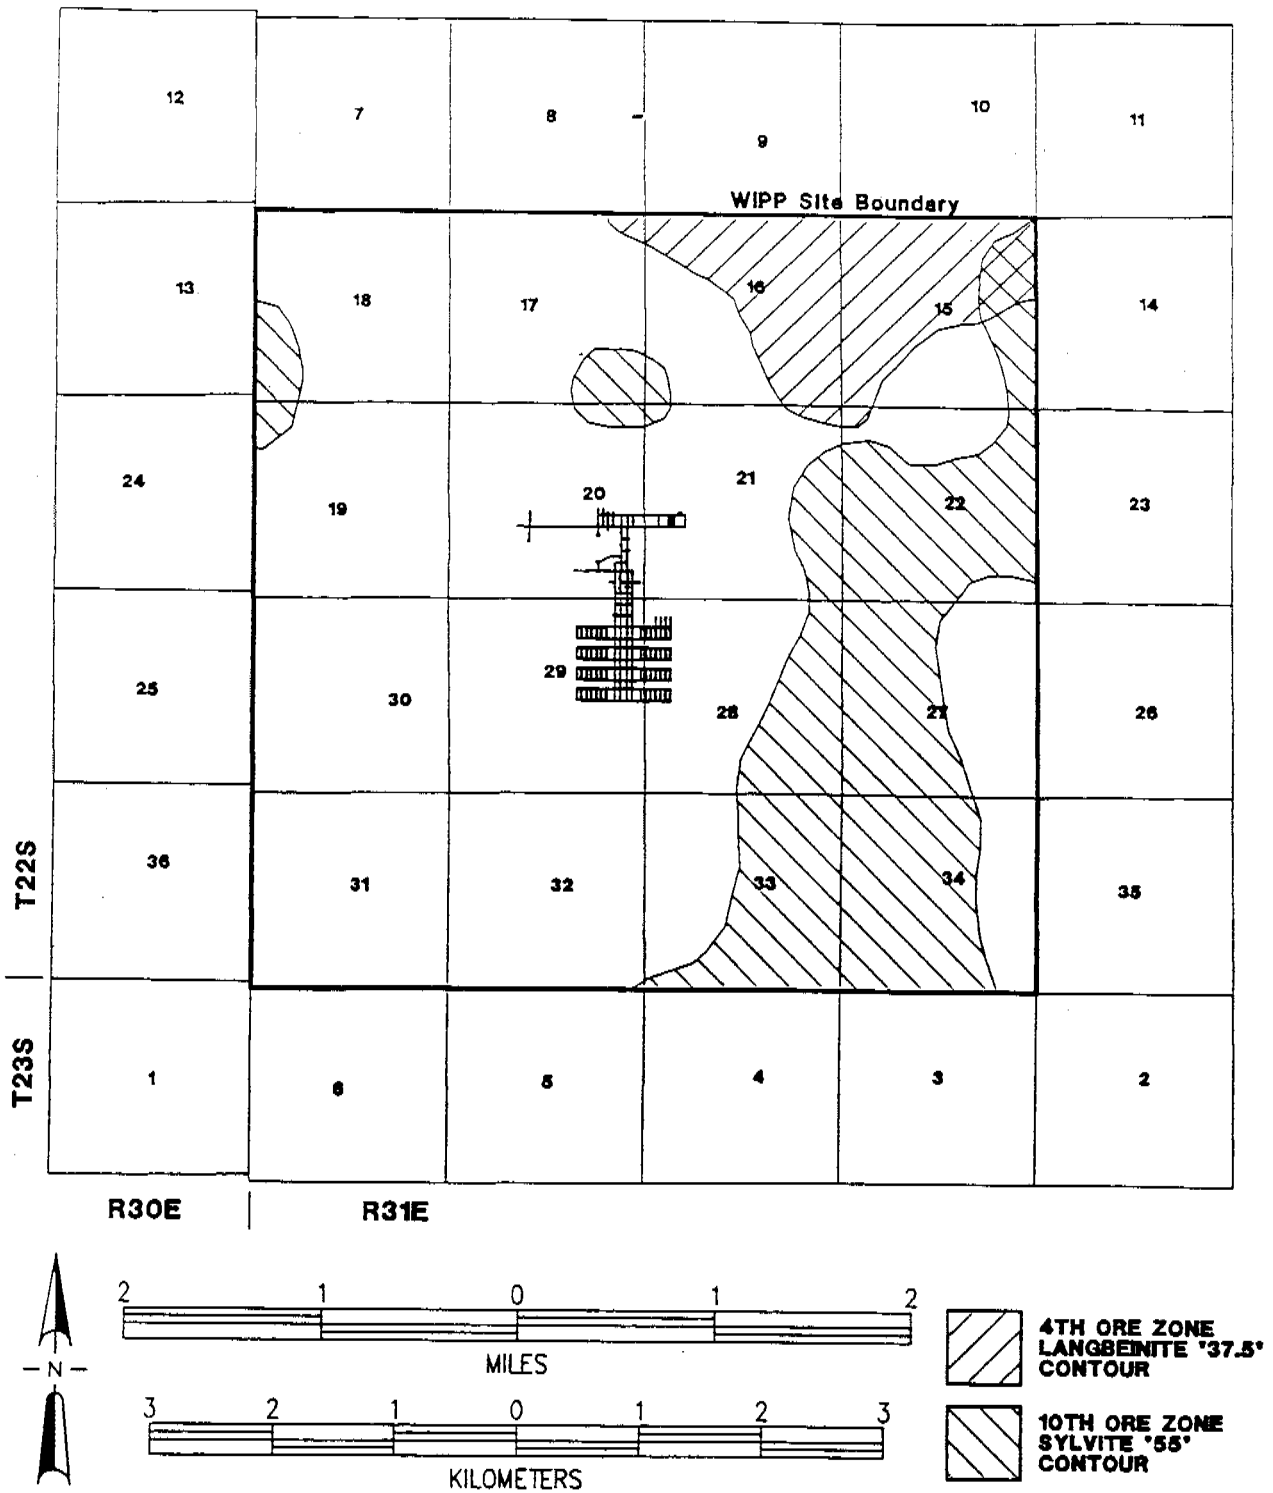 12
7
8
9
10
11
WIPP Site Boundary
13
18
17
16
15
14
24
19
20
21
22
23
25
30
29
28
27
26
T22S
36
31
32
33
34
35
T23S
1
6
5
4
3
2
R30E
R31E
2 1 0 1 2
MILES
N
3 2 1 0 1 2 3
KILOMETERS
4TH ORE ZONE
LANGBEINITE "37.5"
CONTOUR
10TH ORE ZONE
SYLVITE "55"
CONTOUR